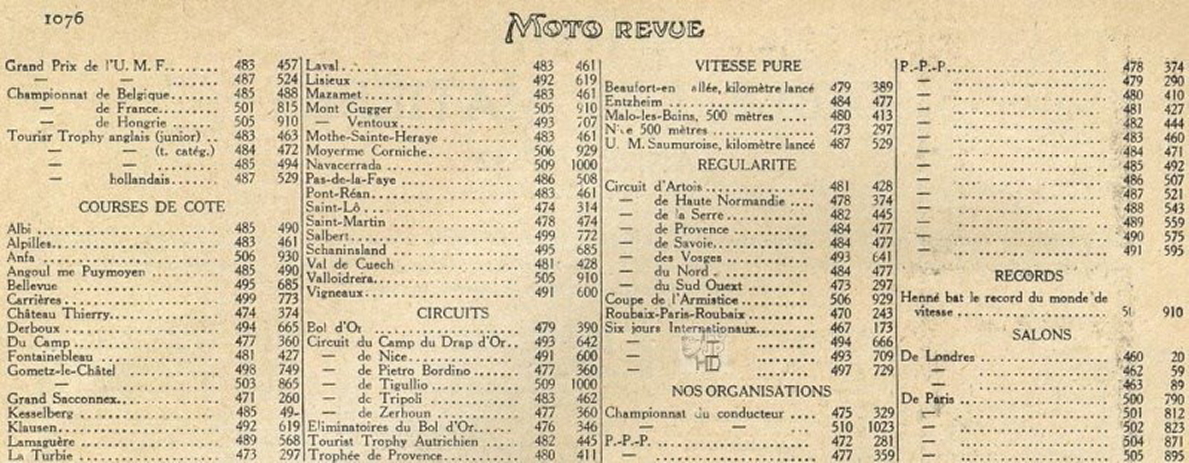 1076
MOTO REVUE
Grand Prix de l'U. M. F........ 483 457
— — ........ 487 524
Championnat de Belgique...... 485 488
— de France.. 501 815
— de Hongrie .. 505 910
Tourisr Trophy anglais (junior) .. 483 463
— — (t. catég.) 484 472
— — ........ 485 494
— hollandais.. 487 529
COURSES DE COTE
Albi ........ 485 490
Alpilles........ 483 461
Anfa ........ 506 930
Angoul me Puymoyen ........ 485 490
Bellevue ........ 495 685
Carrières ........ 499 773
Château Thierry........ 474 374
Derboux ........ 494 665
Du Camp ........ 477 360
Fontainebleau ........ 481 427
Gometz-le-Châtel ........ 498 749
— ........ 503 865
Grand Sacconnex........ 471 260
Kesselberg ........ 485 49-
Klausen........ 492 619
Lamaguère ........ 489 568
La Turbie ........ 473 297
Laval ........ 483 461
Lisieux ........ 492 619
Mazamet ........ 483 461
Mont Gugger ........ 505 910
— Ventoux ........ 493 707
Mothe-Sainte-Heraye ........ 483 461
Moyerme Corniche........ 506 929
Navacerrada ........ 509 1000
Pas-de-la-Faye ........ 486 508
Pont-Réan........ 483 461
Saint-Lô ........ 474 314
Saint-Martin ........ 478 474
Salbert........ 499 772
Schaninsland ........ 495 685
Val de Cuech ........ 481 428
Valloidrera........ 505 910
Vigneaux........ 491 600
CIRCUITS
Bol d'Or ........ 479 390
Circuit du Camp du Drap d'Or.. 493 642
— de Nice........ 491 600
— de Pietro Bordino ........ 477 360
— de Tigullio ........ 509 1000
— de Tripoli ........ 483 462
— de Zerhoun ........ 477 360
Eliminatoires du Bol d'Or...... 476 346
Tourist Trophy Autrichien .... 482 445
Trophée de Provence........ 480 411
VITESSE PURE
Beaufort-en allée, kilomètre lancé 479 389
Entzheim ........ 484 477
Malo-les-Bains, 500 mètres .... 480 413
500 mètres ........ 473 297
U. M. Saumuroise, kilomètre lancé 487 529
REGULARITE
Circuit d'Artois ........ 481 428
— de Haute Normandie .... 478 374
— de la Serre ........ 482 445
— de Provence ........ 484 477
— de Savoie........ 484 477
— des Vosges ........ 493 641
— du Nord ........ 484 477
— du Sud Ouext ........ 473 297
Coupe de l'Armistice ........ 506 929
Roubaix-Paris-Roubaix ........ 470 243
Six jours Internationaux........ 467 173
— — ........ 494 666
— — ........ 493 709
— — ........ 497 729
NOS ORGANISATIONS
Championnat du conducteur .... 475 329
— — .... 510 1023
P.-P.-P. ........ 472 281
— ........ 477 359
P.-P.-P........ 478 374
— ........ 479 290
— ........ 480 410
— ........ 481 427
— ........ 482 444
— ........ 483 460
— ........ 484 471
— ........ 485 492
— ........ 486 507
— ........ 487 521
— ........ 488 543
— ........ 489 559
— ........ 490 575
— ........ 491 595
RECORDS
Henné bat le record du monde de
vitesse ........ 910
SALONS
De Londres ........ 460 20
— ........ 462 59
— ........ 463 89
De Paris ........ 500 790
— ........ 501 812
— ........ 502 823
— ........ 504 871
— ........ 505 895